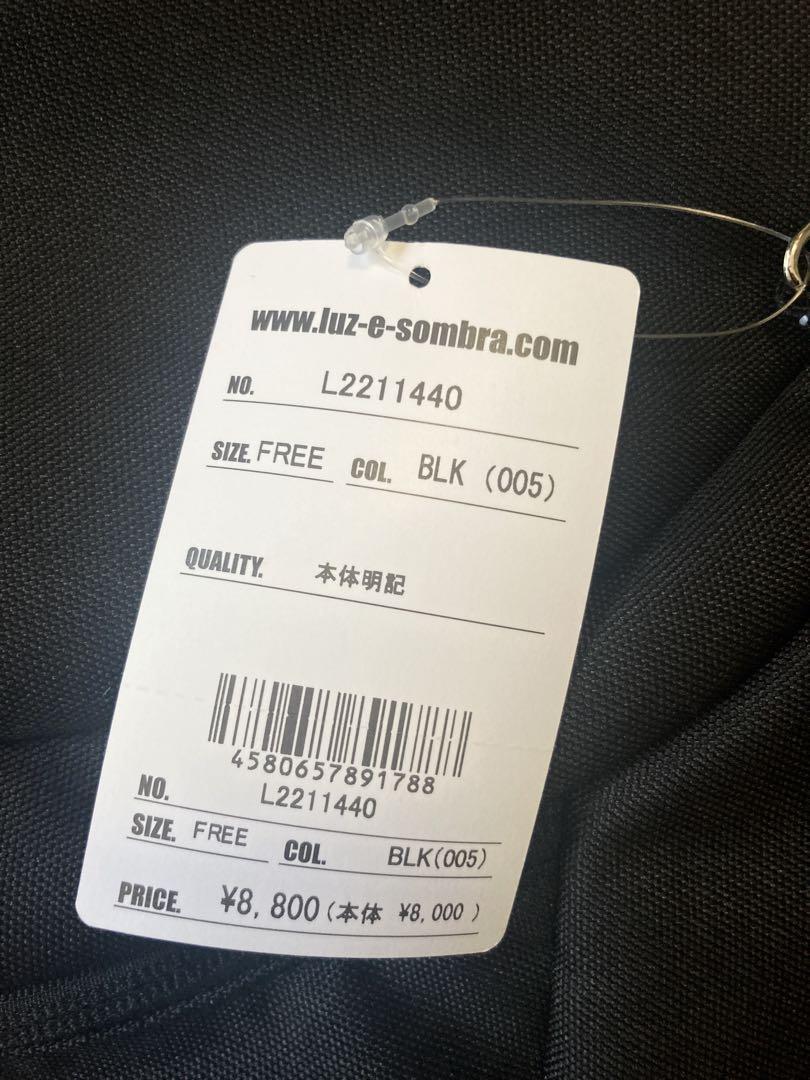 www.luz-e-sombra.com
NO. L2211440
SIZE. FREE COL. BLK (005)
QUALITY. 本体明記
4580657891788
NO. L2211440
SIZE. FREE COL. BLK(005)
PRICE. ¥8,800(本体 ¥8,000 )